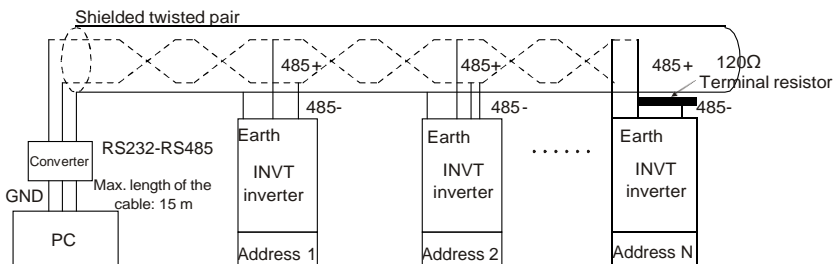 Shielded twisted pair
485+
485+
485+
120Ω
Terminal resistor
485-
485-
485-
Earth
Earth
Earth
RS232-RS485
Converter
INVT
inverter
INVT
inverter
......
INVT
inverter
GND
Max. length of the
cable: 15 m
PC
Address 1
Address 2
Address N